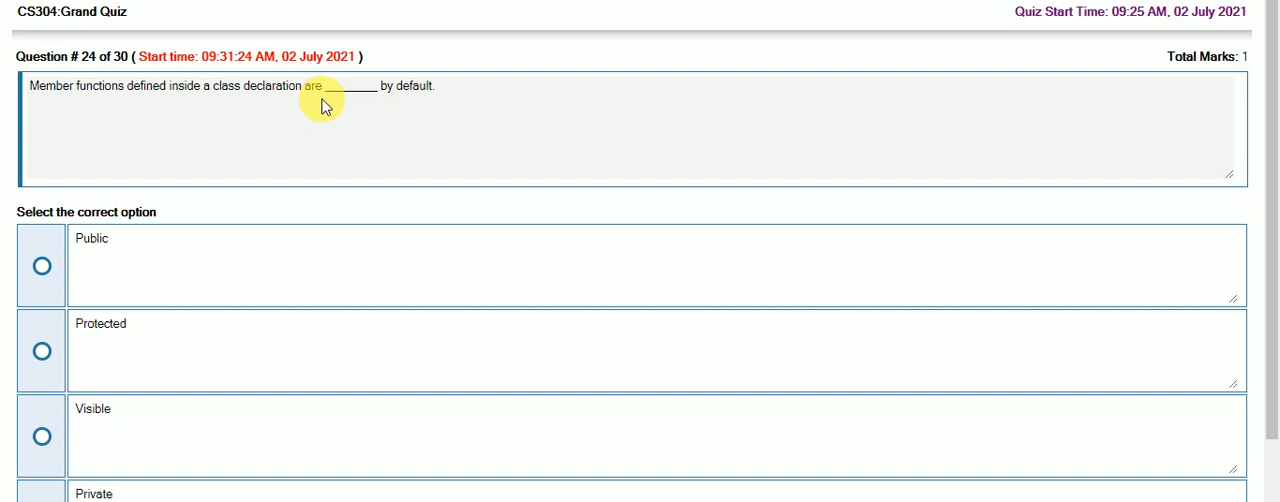 CS304:Grand Quiz
Quiz Start Time: 09:25 AM, 02 July 2021
Question # 24 of 30 ( Start time: 09:31:24 AM, 02 July 2021 )
Total Marks: 1
Member functions defined inside a class declaration are ________ by default.
Select the correct option
Public
Protected
Visible
Private